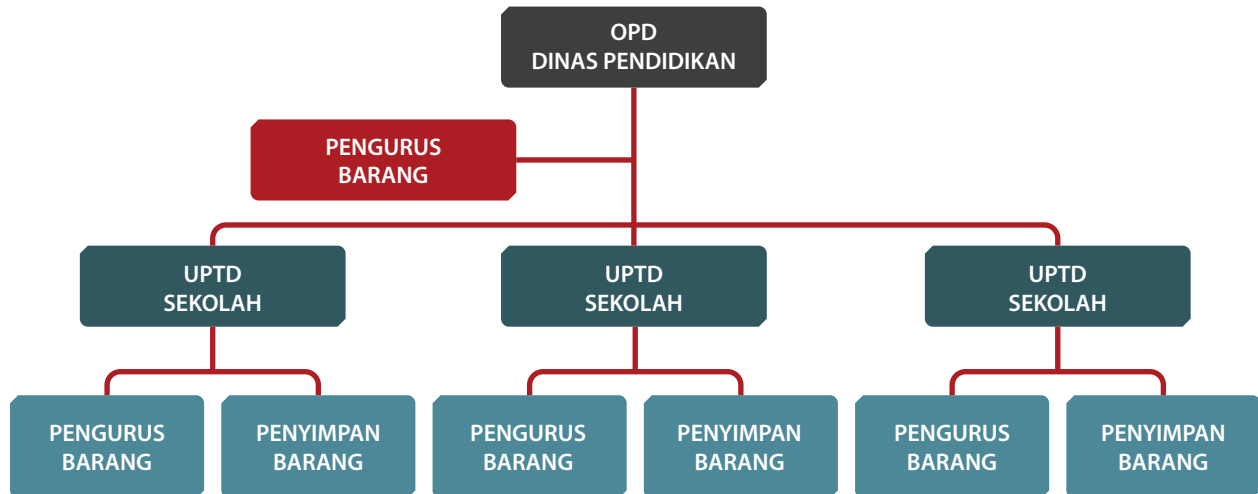 OPD
DINAS PENDIDIKAN
PENGURUS
BARANG
UPTD
SEKOLAH
UPTD
SEKOLAH
UPTD
SEKOLAH
PENGURUS
BARANG
PENYIMPAN
BARANG
PENGURUS
BARANG
PENYIMPAN
BARANG
PENGURUS
BARANG
PENYIMPAN
BARANG